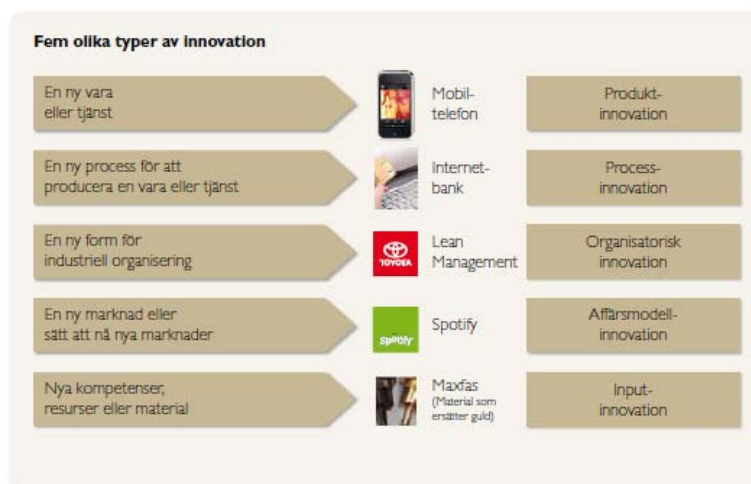 Fem olika typer av innovation
En ny vara
eller tjänst
Mobil-
telefon
Produkt-
innovation
En ny process för att
producera en vara eller tjänst
Internet-
bank
Process-
innovation
En ny form för
industriell organisering
TOYOTA
Lean
Management
Organisatorisk
innovation
En ny marknad eller
sätt att nå nya marknader
Spotify
Spotify
Affärsmodell-
innovation
Nya kompetenser,
resurser eller material
Maxfas
(Material som
ersätter guld)
Input-
innovation